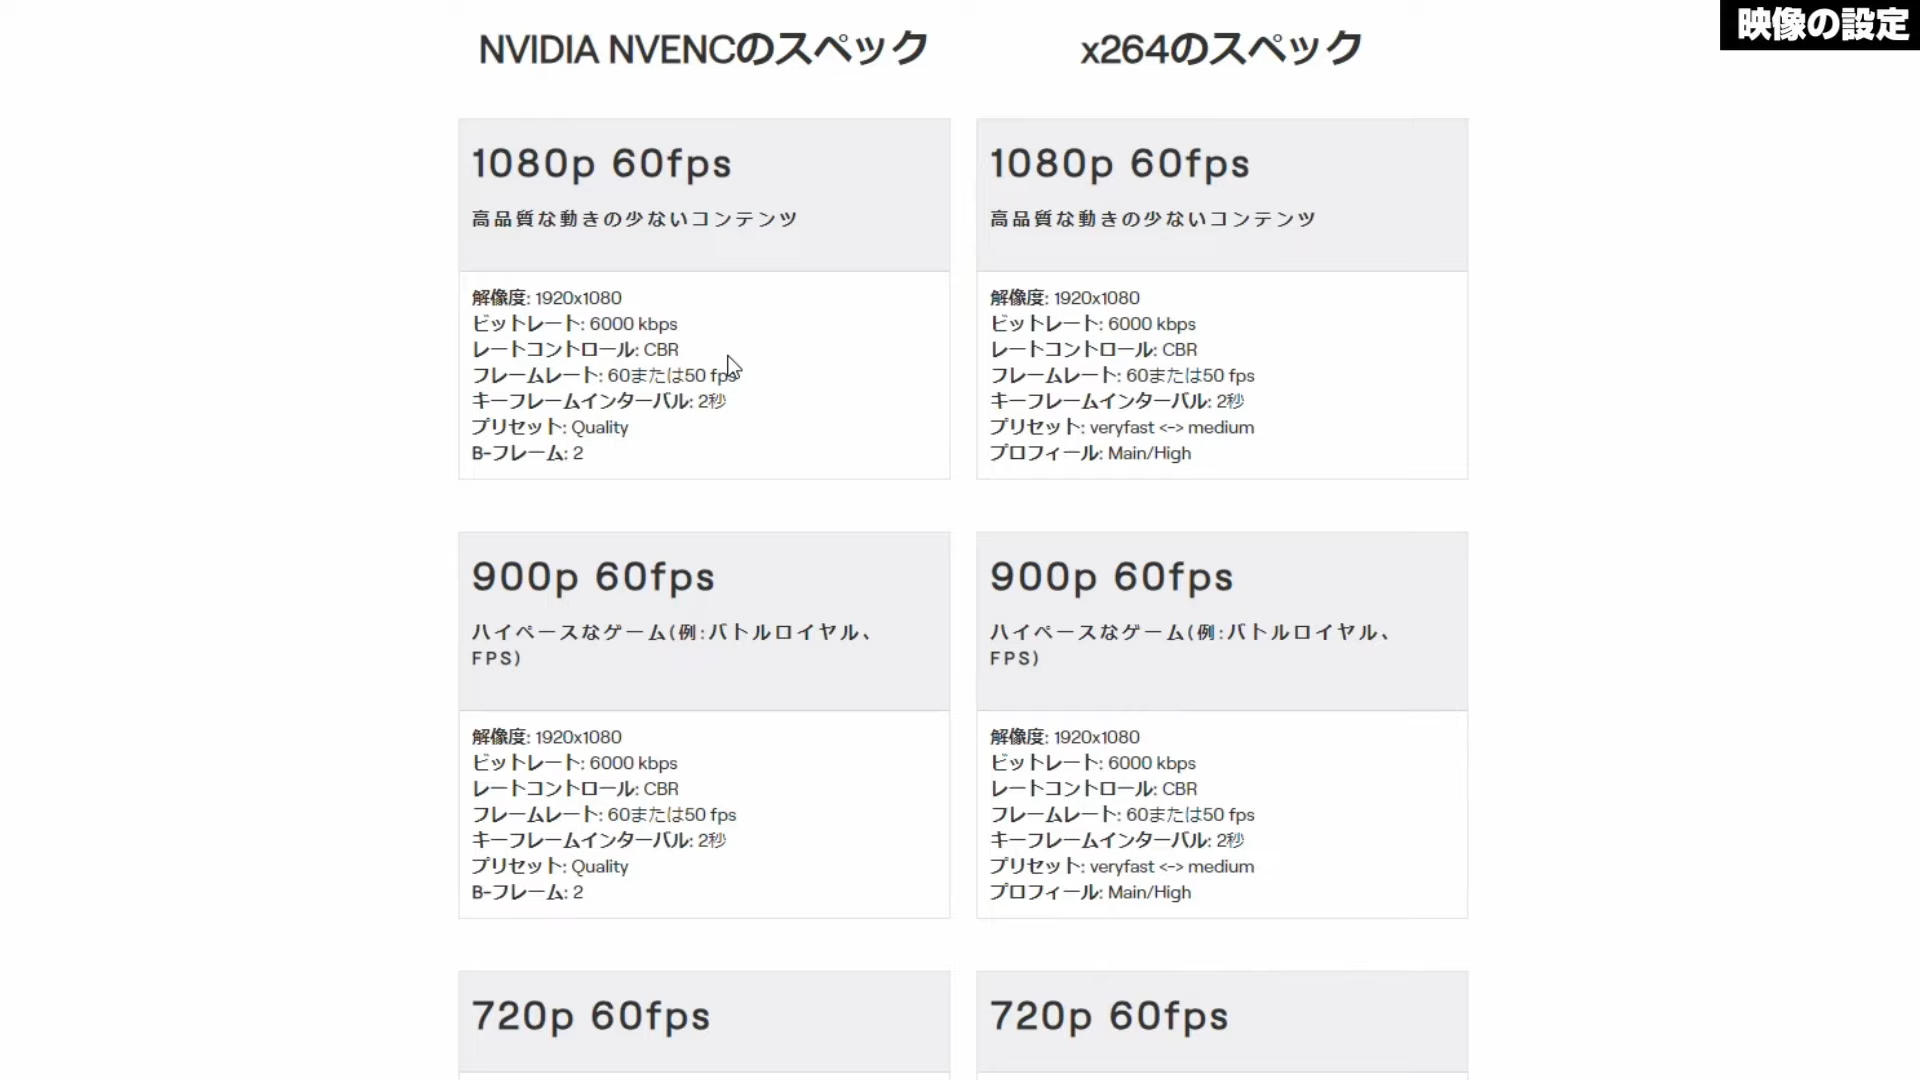 映像の設定
NVIDIA NVENCのスペック
1080p 60fps
高品質な動きの少ないコンテンツ
解像度: 1920x1080
ビットレート: 6000 kbps
レートコントロール: CBR
フレームレート: 60または50 fps
キーフレームインターバル: 2秒
プリセット: Quality
B-フレーム: 2
900p 60fps
ハイペースなゲーム(例:バトルロイヤル、
FPS)
解像度: 1920x1080
ビットレート: 6000 kbps
レートコントロール: CBR
フレームレート: 60または50 fps
キーフレームインターバル: 2秒
プリセット: Quality
B-フレーム: 2
720p 60fps
x264のスペック
1080p 60fps
高品質な動きの少ないコンテンツ
解像度: 1920x1080
ビットレート: 6000 kbps
レートコントロール: CBR
フレームレート: 60または50 fps
キーフレームインターバル: 2秒
プリセット: veryfast <-> medium
プロフィール: Main/High
900p 60fps
ハイペースなゲーム(例:バトルロイヤル、
FPS)
解像度: 1920x1080
ビットレート: 6000 kbps
レートコントロール: CBR
フレームレート: 60または50 fps
キーフレームインターバル: 2秒
プリセット: veryfast <-> medium
プロフィール: Main/High
720p 60fps